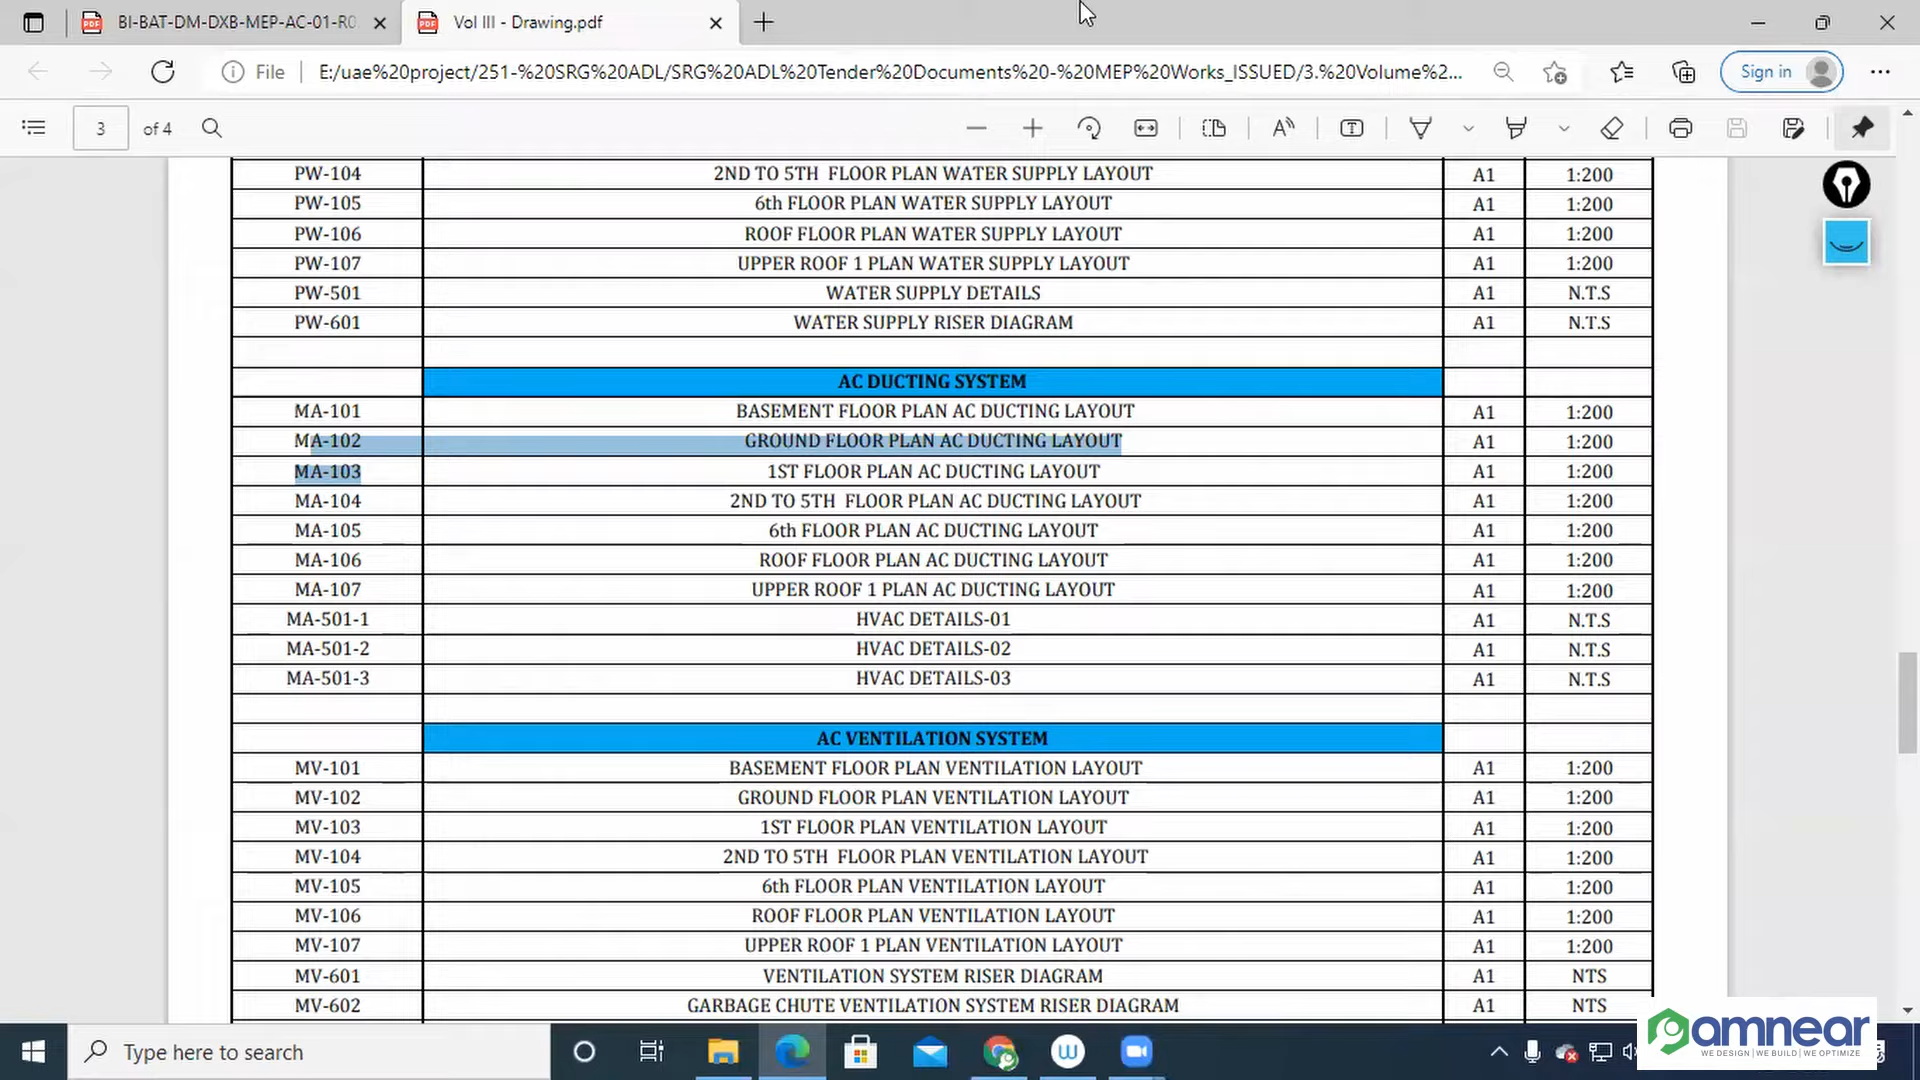 BI-BAT-DM-DXB-MEP-AC-01-R0
Vol III - Drawing.pdf
File
E:/uae%20project/251-%20SRG%20ADL/SRG%20ADL%20Tender%20Documents%20-%20MEP%20Works_ISSUED/3.%20Volume%2...
Sign in
3 of 4
PW-104 2ND TO 5TH FLOOR PLAN WATER SUPPLY LAYOUT A1 1:200
PW-105 6th FLOOR PLAN WATER SUPPLY LAYOUT A1 1:200
PW-106 ROOF FLOOR PLAN WATER SUPPLY LAYOUT A1 1:200
PW-107 UPPER ROOF 1 PLAN WATER SUPPLY LAYOUT A1 1:200
PW-501 WATER SUPPLY DETAILS A1 N.T.S
PW-601 WATER SUPPLY RISER DIAGRAM A1 N.T.S
AC DUCTING SYSTEM
MA-101 BASEMENT FLOOR PLAN AC DUCTING LAYOUT A1 1:200
MA-102 GROUND FLOOR PLAN AC DUCTING LAYOUT A1 1:200
MA-103 1ST FLOOR PLAN AC DUCTING LAYOUT A1 1:200
MA-104 2ND TO 5TH FLOOR PLAN AC DUCTING LAYOUT A1 1:200
MA-105 6th FLOOR PLAN AC DUCTING LAYOUT A1 1:200
MA-106 ROOF FLOOR PLAN AC DUCTING LAYOUT A1 1:200
MA-107 UPPER ROOF 1 PLAN AC DUCTING LAYOUT A1 1:200
MA-501-1 HVAC DETAILS-01 A1 N.T.S
MA-501-2 HVAC DETAILS-02 A1 N.T.S
MA-501-3 HVAC DETAILS-03 A1 N.T.S
AC VENTILATION SYSTEM
MV-101 BASEMENT FLOOR PLAN VENTILATION LAYOUT A1 1:200
MV-102 GROUND FLOOR PLAN VENTILATION LAYOUT A1 1:200
MV-103 1ST FLOOR PLAN VENTILATION LAYOUT A1 1:200
MV-104 2ND TO 5TH FLOOR PLAN VENTILATION LAYOUT A1 1:200
MV-105 6th FLOOR PLAN VENTILATION LAYOUT A1 1:200
MV-106 ROOF FLOOR PLAN VENTILATION LAYOUT A1 1:200
MV-107 UPPER ROOF 1 PLAN VENTILATION LAYOUT A1 1:200
MV-601 VENTILATION SYSTEM RISER DIAGRAM A1 NTS
MV-602 GARBAGE CHUTE VENTILATION SYSTEM RISER DIAGRAM A1 NTS
Type here to search
amnear
WE DESIGN | WE BUILD | WE OPTIMIZE